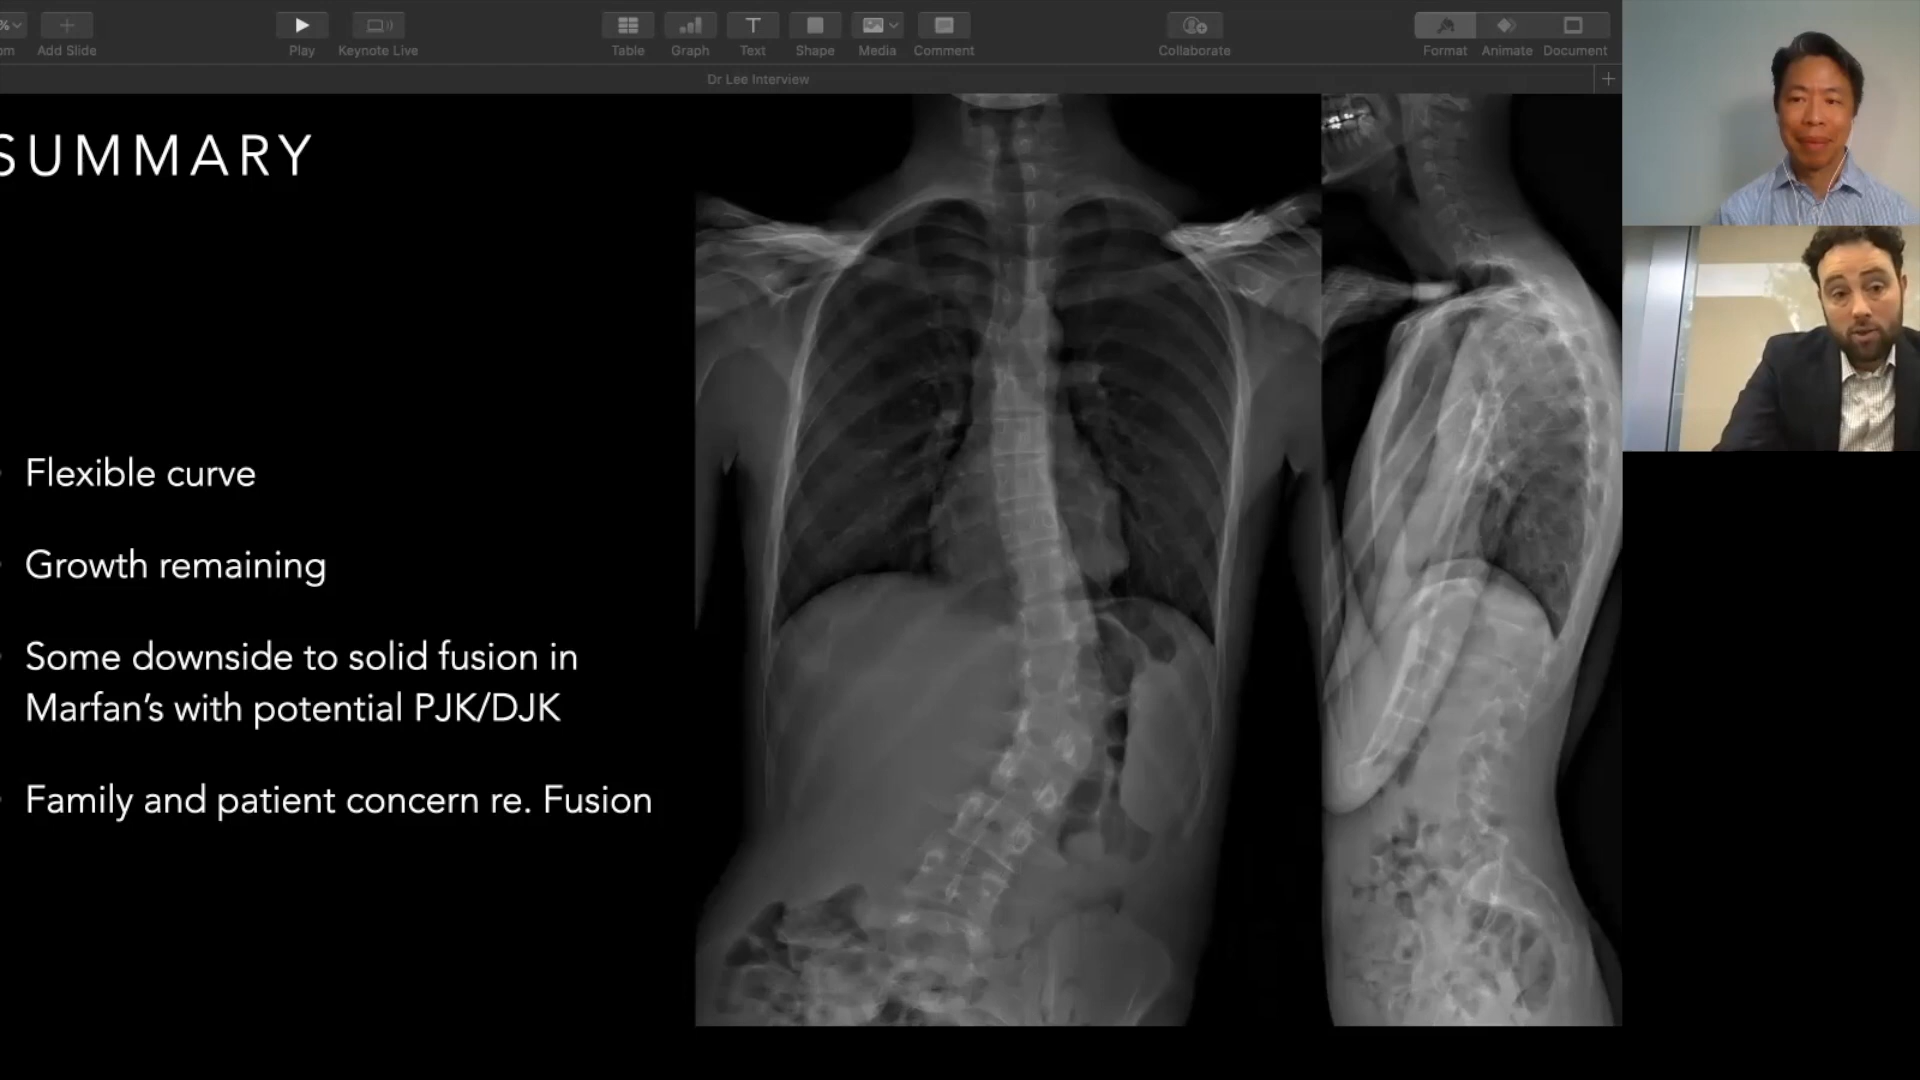 %
om
Add Slide
Play
Keynote Live
Table
Graph
Text
Shape
Media
Comment
Collaborate
Format
Animate
Document
Dr Lee Interview
SUMMARY
Flexible curve
Growth remaining
Some downside to solid fusion in
Marfan’s with potential PJK/DJK
Family and patient concern re. Fusion